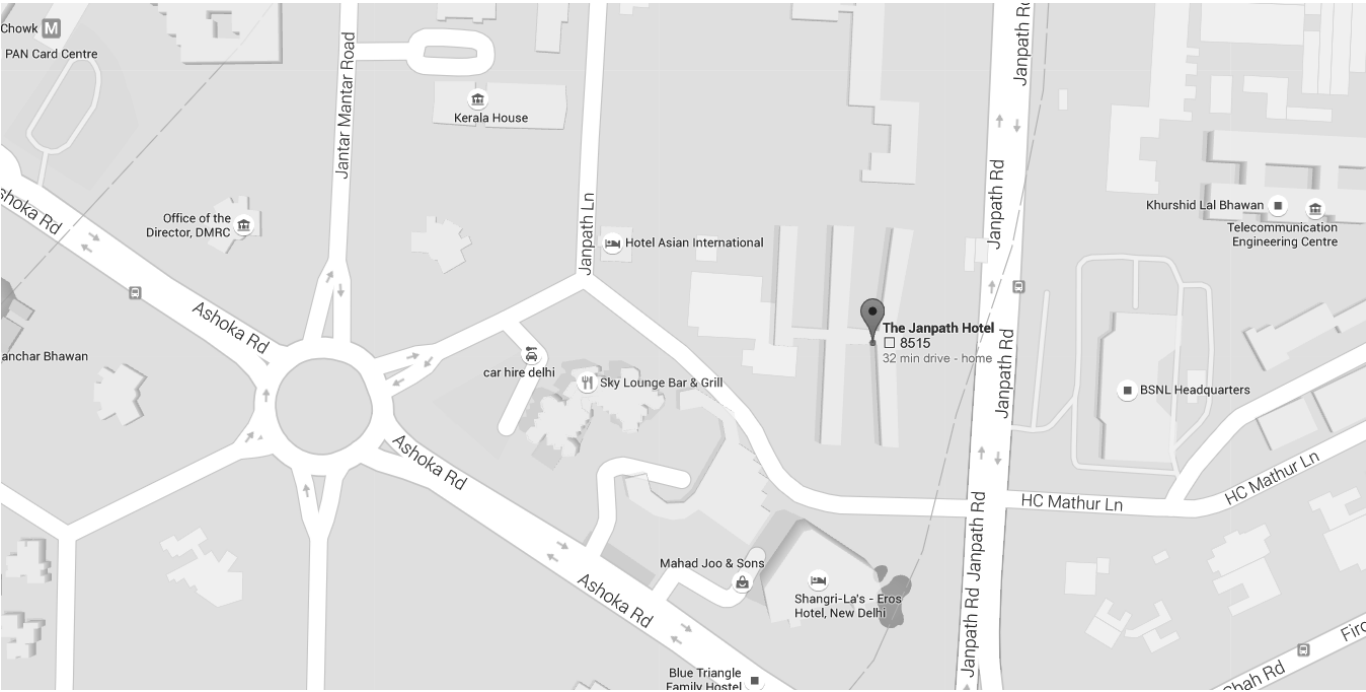 Chowk M
PAN Card Centre
Jantar Mantar Road
Kerala House
Janpath Rd
shoka Rd
Office of the
Director, DMRC
Janpath Ln
Hotel Asian International
Janpath Rd
Khurshid Lal Bhawan
Telecommunication
Engineering Centre
Ashoka Rd
The Janpath Hotel
8515
32 min drive - home
Janpath Rd
anchar Bhawan
car hire delhi
Sky Lounge Bar & Grill
BSNL Headquarters
Ashoka Rd
HC Mathur Ln
HC Mathur Ln
Janpath Rd
Mahad Joo & Sons
Ashoka Rd
Shangri-La's - Eros
Hotel, New Delhi
Janpath Rd
Blue Triangle
Family Hostel
Shah Rd
Firo